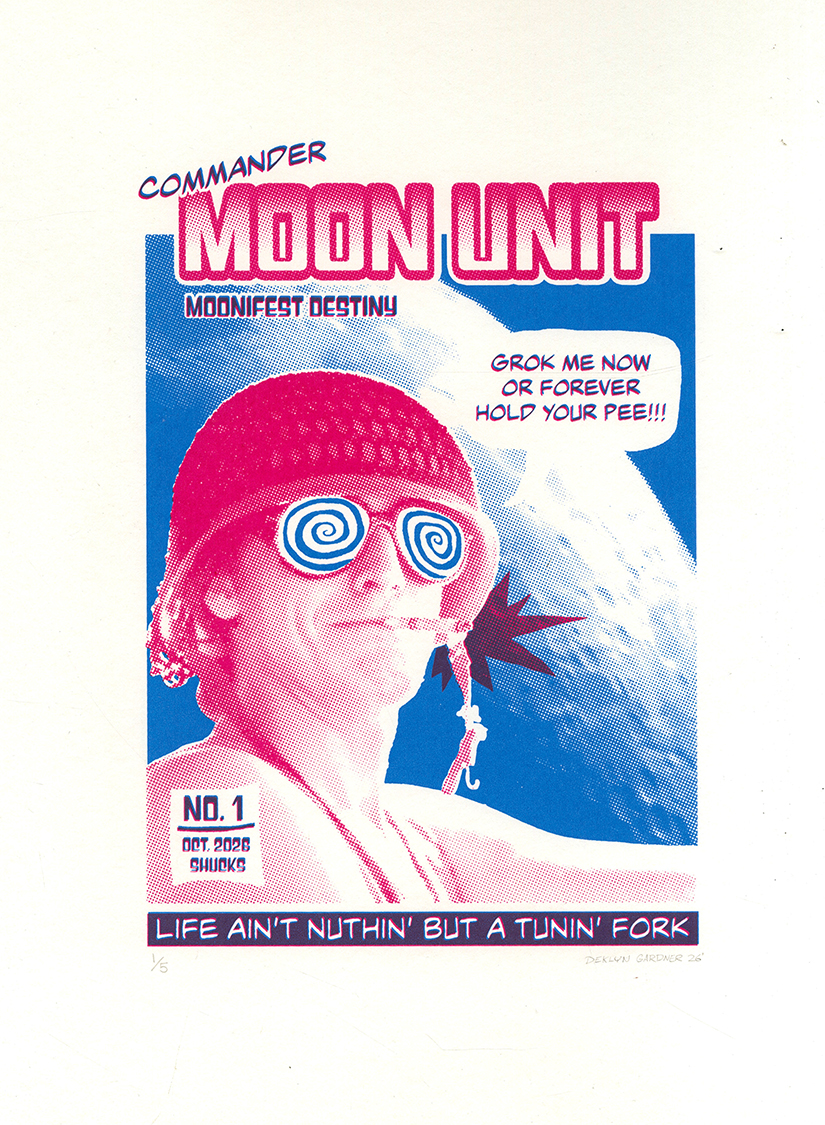 COMMANDER
MOON UNIT
MOONIFEST DESTINY
GROK ME NOW
OR FOREVER
HOLD YOUR PEE!!!
NO. 1
OCT. 2026
SHUCKS
LIFE AIN'T NUTHIN' BUT A TUNIN' FORK
1/5
GARDNER 26'